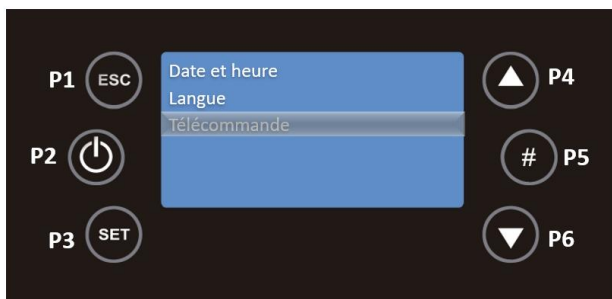 P1 ESC
Date et heure
Langue
Télécommande
P4
P2
# P5
P3 SET
P6